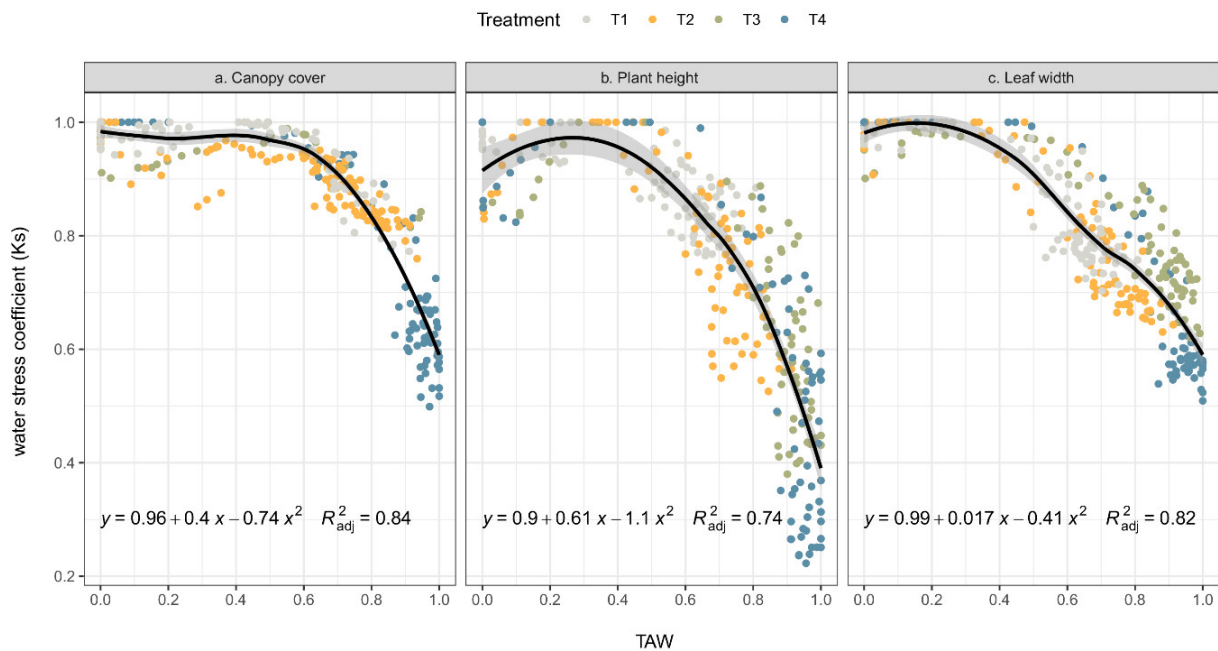 Treatment T1 T2 T3 T4
a. Canopy cover
b. Plant height
c. Leaf width
water stress coefficient (Ks)
1.0
0.8
0.6
0.4
0.2
y = 0.96 + 0.4 x − 0.74 x² R²adj = 0.84
y = 0.9 + 0.61 x − 1.1 x² R²adj = 0.74
y = 0.99 + 0.017 x − 0.41 x² R²adj = 0.82
0.0 0.2 0.4 0.6 0.8 1.0
0.0 0.2 0.4 0.6 0.8 1.0
0.0 0.2 0.4 0.6 0.8 1.0
TAW